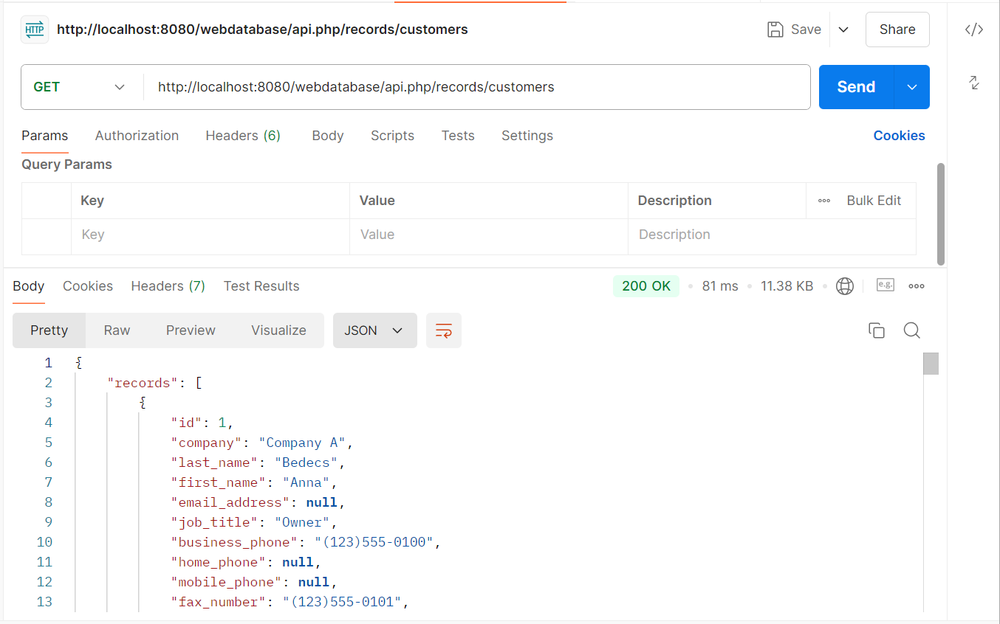 HTTP http://localhost:8080/webdatabase/api.php/records/customers Save Share </>
GET http://localhost:8080/webdatabase/api.php/records/customers Send
Params Authorization Headers (6) Body Scripts Tests Settings Cookies
Query Params
Key Value Description Bulk Edit
Key Value Description
Body Cookies Headers (7) Test Results 200 OK 81 ms 11.38 KB e.g.
Pretty Raw Preview Visualize JSON
1 {
2 "records": [
3 {
4 "id": 1,
5 "company": "Company A",
6 "last_name": "Bedecs",
7 "first_name": "Anna",
8 "email_address": null,
9 "job_title": "Owner",
10 "business_phone": "(123)555-0100",
11 "home_phone": null,
12 "mobile_phone": null,
13 "fax_number": "(123)555-0101",